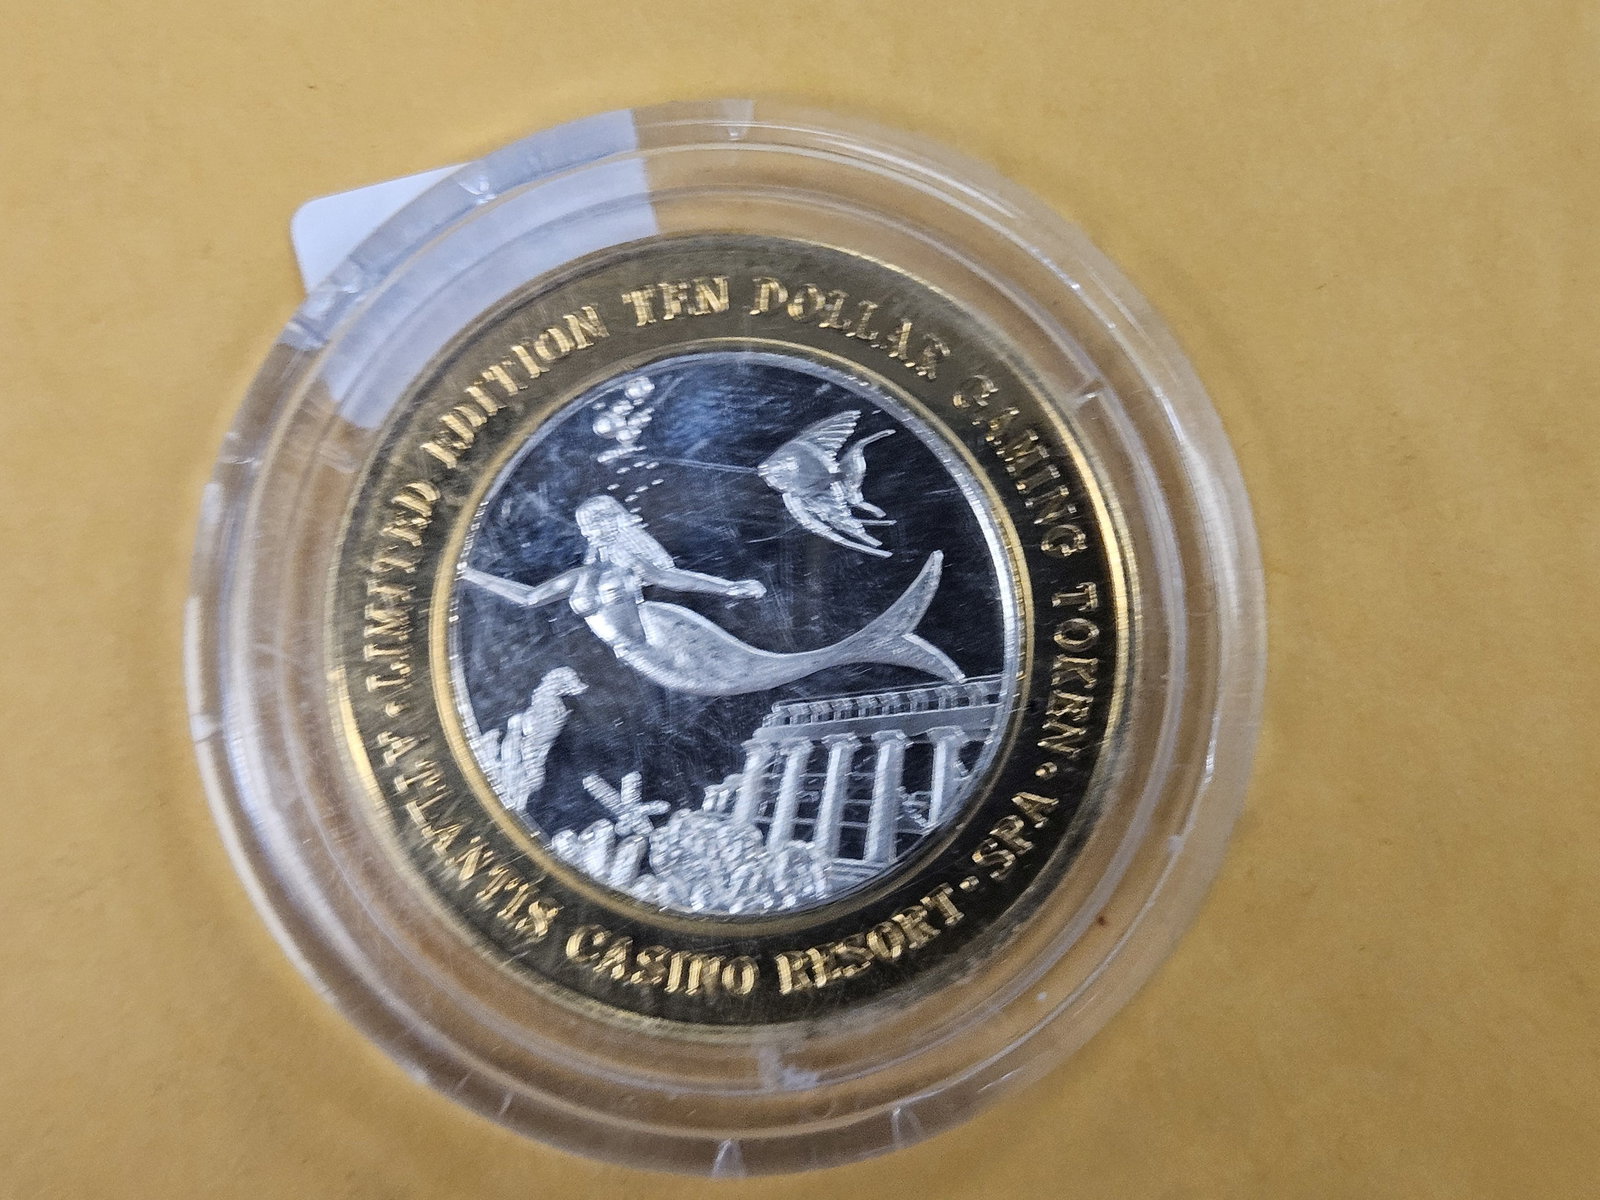 · LIMITED EDITION TEN DOLLAR GAMING TOKEN ·
ATLANTIS CASINO RESORT · SPA